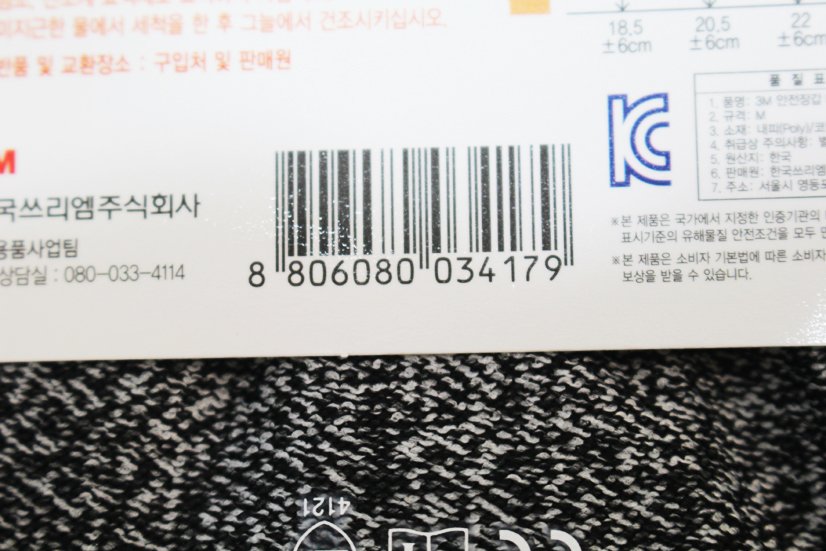 미지근한 물에서 세척을 한 후 그늘에서 건조시키십시오.
반품 및 교환장소 : 구입처 및 판매원
18.5 20.5 22
±6cm ±6cm ±6cm
품 질 표
1. 품명: 3M 안전장갑
2. 규격: M
3. 소재: 내피(Poly)/코
4. 취급상 주의사항: 별
5. 원산지: 한국
6. 판매원: 한국쓰리엠
7. 주소: 서울시 영등포
M
국쓰리엠주식회사
용품사업팀
상담실 : 080-033-4114
8 806080 034179
※본 제품은 국가에서 지정한 인증기관의
표시기준의 유해물질 안전조건을 모두 만
※본 제품은 소비자 기본법에 따른 소비자
보상을 받을 수 있습니다.
4121
CE